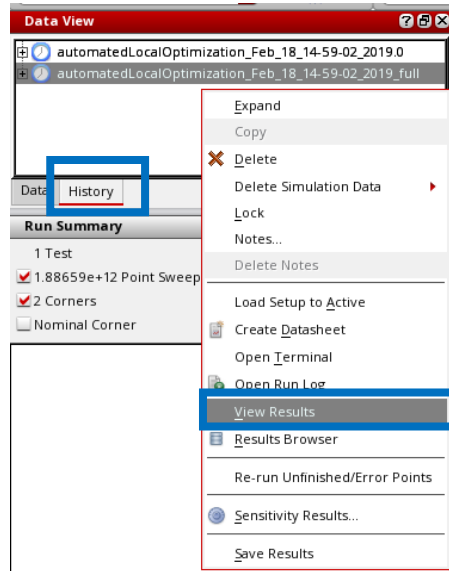 Data View
automatedLocalOptimization_Feb_18_14-59-02_2019.0
automatedLocalOptimization_Feb_18_14-59-02_2019_full
Expand
Copy
Delete
Delete Simulation Data
Lock
Notes...
Delete Notes
Load Setup to Active
Create Datasheet
Open Terminal
Open Run Log
View Results
Results Browser
Re-run Unfinished/Error Points
Sensitivity Results...
Save Results
Data
History
Run Summary
1 Test
1.88659e+12 Point Sweep
2 Corners
Nominal Corner